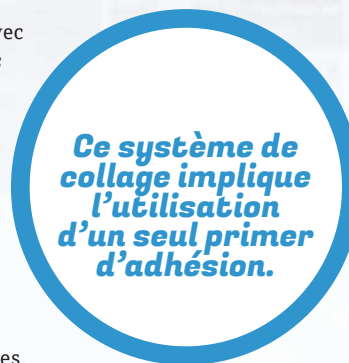 Ce système de
collage implique
l'utilisation
d'un seul primer
d'adhésion.